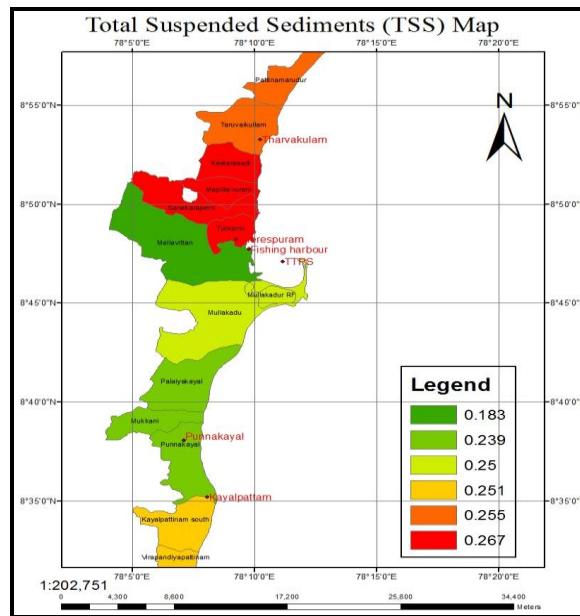 Total Suspended Sediments (TSS) Map
78°5'0"E 78°10'0"E 78°15'0"E 78°20'0"E
Pattinamarudur
8°55'0"N 8°55'0"N
Taruvaikullam
Tharvakulam
N
Keelarasadi
Mapillaiurani
8°50'0"N 8°50'0"N
Tuticorin
Terespuram
Mellavittan
Fishing harbour
TTPS
8°45'0"N 8°45'0"N
Mullakadur RF
Mullakadu
Palaiyakayal
8°40'0"N 8°40'0"N
Mukkani
Punnakayal
Punnakayal
8°35'0"N 8°35'0"N
Kayalpattam
Kayalpattinam south
Virapandiyapattinam
Legend
0.183
0.239
0.25
0.251
0.255
0.267
1:202,751
78°5'0"E 78°10'0"E 78°15'0"E 78°20'0"E
0 4,300 8,600 17,200 25,800 34,400
Meters